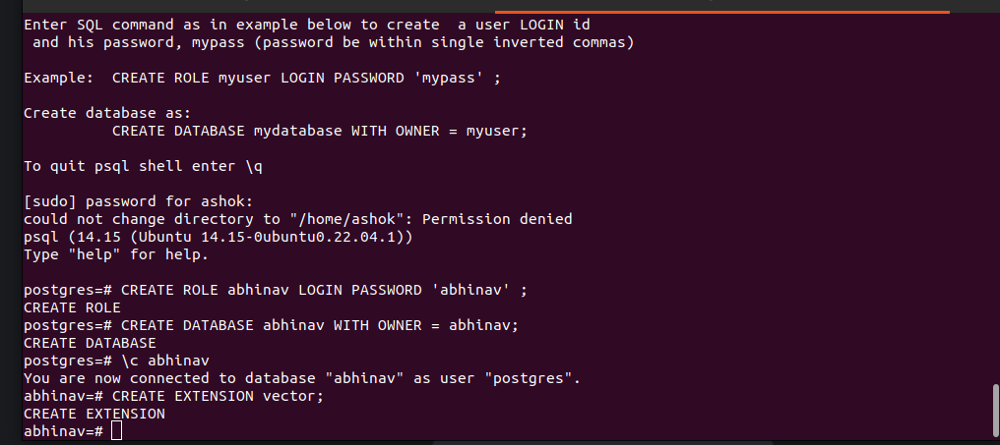 Enter SQL command as in example below to create  a user LOGIN id
 and his password, mypass (password be within single inverted commas)
Example:  CREATE ROLE myuser LOGIN PASSWORD 'mypass' ;
Create database as:
          CREATE DATABASE mydatabase WITH OWNER = myuser;
To quit psql shell enter \q
[sudo] password for ashok:
could not change directory to "/home/ashok": Permission denied
psql (14.15 (Ubuntu 14.15-0ubuntu0.22.04.1))
Type "help" for help.
postgres=# CREATE ROLE abhinav LOGIN PASSWORD 'abhinav' ;
CREATE ROLE
postgres=# CREATE DATABASE abhinav WITH OWNER = abhinav;
CREATE DATABASE
postgres=# \c abhinav
You are now connected to database "abhinav" as user "postgres".
abhinav=# CREATE EXTENSION vector;
CREATE EXTENSION
abhinav=#